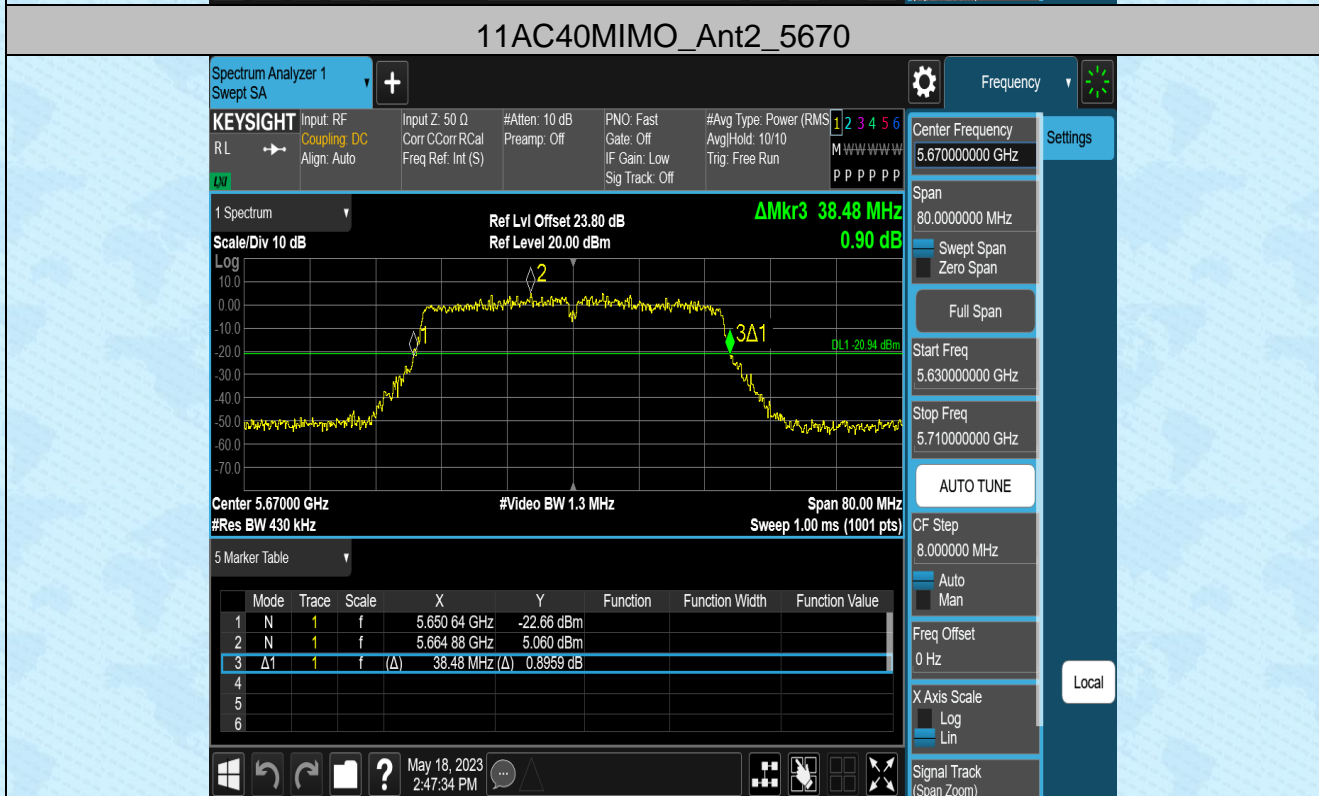 11AC40MIMO_Ant2_5670
Spectrum Analyzer 1
Swept SA
Frequency
KEYSIGHT
RL
LXI
Input: RF
Coupling: DC
Align: Auto
Input Z: 50 Ω
Corr CCorr RCal
Freq Ref: Int (S)
#Atten: 10 dB
Preamp: Off
PNO: Fast
Gate: Off
IF Gain: Low
Sig Track: Off
#Avg Type: Power (RMS
Avg|Hold: 10/10
Trig: Free Run
1 2 3 4 5 6
M W W W W W
P P P P P P
1 Spectrum
Scale/Div 10 dB
Ref Lvl Offset 23.80 dB
Ref Level 20.00 dBm
ΔMkr3 38.48 MHz
0.90 dB
Log
10.0
0.00
-10.0
-20.0
-30.0
-40.0
-50.0
-60.0
-70.0
2
1
3Δ1
DL1 -20.94 dBm
Center 5.67000 GHz
#Video BW 1.3 MHz
Span 80.00 MHz
#Res BW 430 kHz
Sweep 1.00 ms (1001 pts)
5 Marker Table
Mode Trace Scale X Y Function Function Width Function Value
1 N 1 f 5.650 64 GHz -22.66 dBm
2 N 1 f 5.664 88 GHz 5.060 dBm
3 Δ1 1 f (Δ) 38.48 MHz (Δ) 0.8959 dB
4
5
6
?
May 18, 2023
2:47:34 PM
Center Frequency
5.670000000 GHz
Settings
Span
80.0000000 MHz
Swept Span
Zero Span
Full Span
Start Freq
5.630000000 GHz
Stop Freq
5.710000000 GHz
AUTO TUNE
CF Step
8.000000 MHz
Auto
Man
Freq Offset
0 Hz
X Axis Scale
Log
Lin
Local
Signal Track
(Span Zoom)